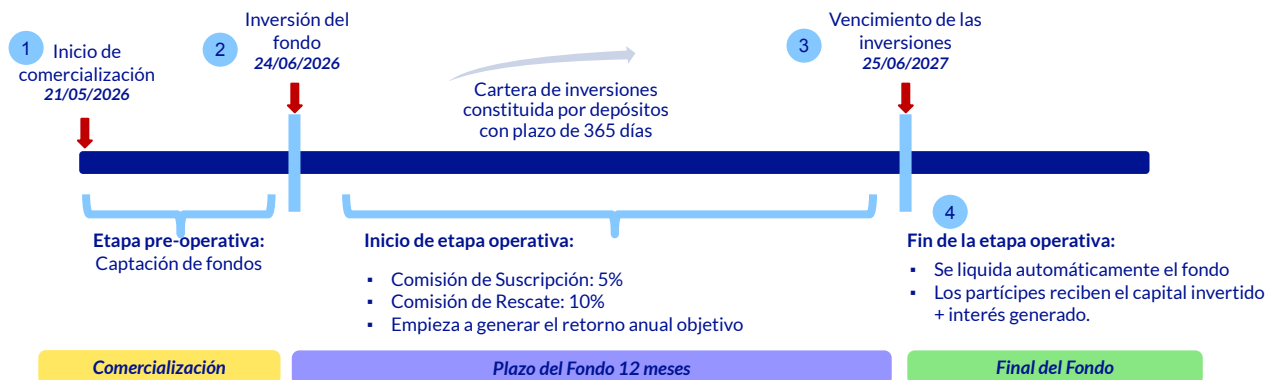 1
Inicio de
comercialización
21/05/2026
2
Inversión del
fondo
24/06/2026
Cartera de inversiones
constituida por depósitos
con plazo de 365 días
3
Vencimiento de las
inversiones
25/06/2027
Etapa pre-operativa:
Captación de fondos
Inicio de etapa operativa:
▪ Comisión de Suscripción: 5%
▪ Comisión de Rescate: 10%
▪ Empieza a generar el retorno anual objetivo
4
Fin de la etapa operativa:
▪ Se liquida automáticamente el fondo
▪ Los partícipes reciben el capital invertido
+ interés generado.
Comercialización
Plazo del Fondo 12 meses
Final del Fondo